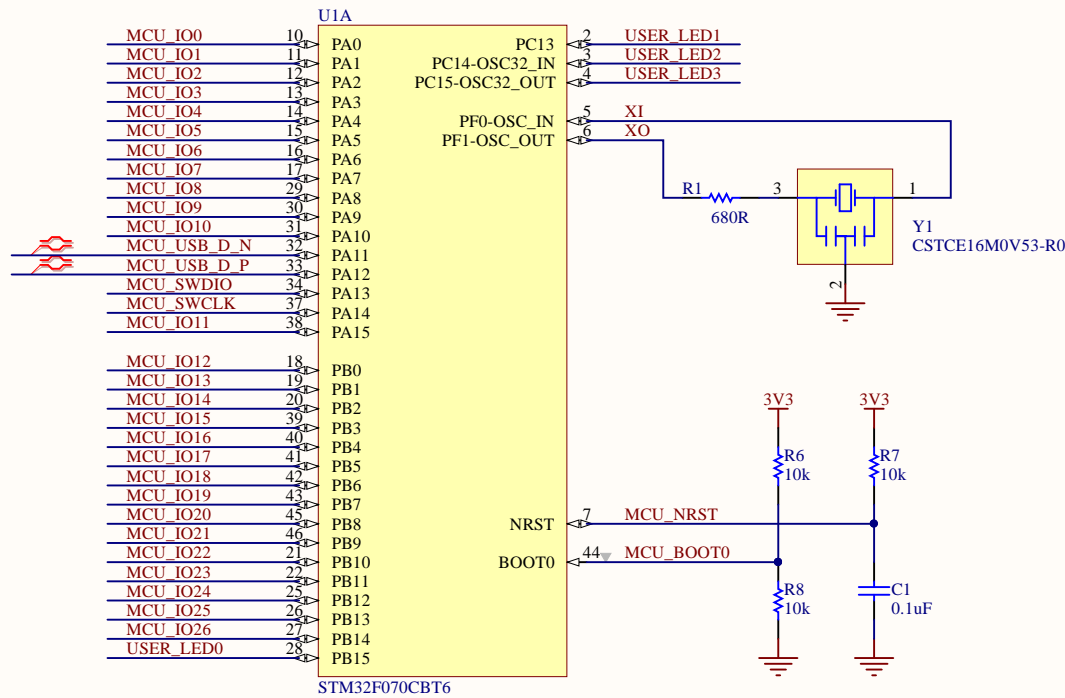 U1A
MCU_IO0 10 PA0
MCU_IO1 11 PA1
MCU_IO2 12 PA2
MCU_IO3 13 PA3
MCU_IO4 14 PA4
MCU_IO5 15 PA5
MCU_IO6 16 PA6
MCU_IO7 17 PA7
MCU_IO8 29 PA8
MCU_IO9 30 PA9
MCU_IO10 31 PA10
MCU_USB_D_N 32 PA11
MCU_USB_D_P 33 PA12
MCU_SWDIO 34 PA13
MCU_SWCLK 37 PA14
MCU_IO11 38 PA15
MCU_IO12 18 PB0
MCU_IO13 19 PB1
MCU_IO14 20 PB2
MCU_IO15 39 PB3
MCU_IO16 40 PB4
MCU_IO17 41 PB5
MCU_IO18 42 PB6
MCU_IO19 43 PB7
MCU_IO20 45 PB8
MCU_IO21 46 PB9
MCU_IO22 21 PB10
MCU_IO23 22 PB11
MCU_IO24 25 PB12
MCU_IO25 26 PB13
MCU_IO26 27 PB14
USER_LED0 28 PB15
PC13 2 USER_LED1
PC14-OSC32_IN 3 USER_LED2
PC15-OSC32_OUT 4 USER_LED3
PF0-OSC_IN 5 XI
PF1-OSC_OUT 6 XO
R1
680R
3
1
2
Y1
CSTCE16M0V53-R0
3V3
3V3
R6
10k
R7
10k
NRST 7 MCU_NRST
BOOT0 44 MCU_BOOT0
R8
10k
C1
0.1uF
STM32F070CBT6